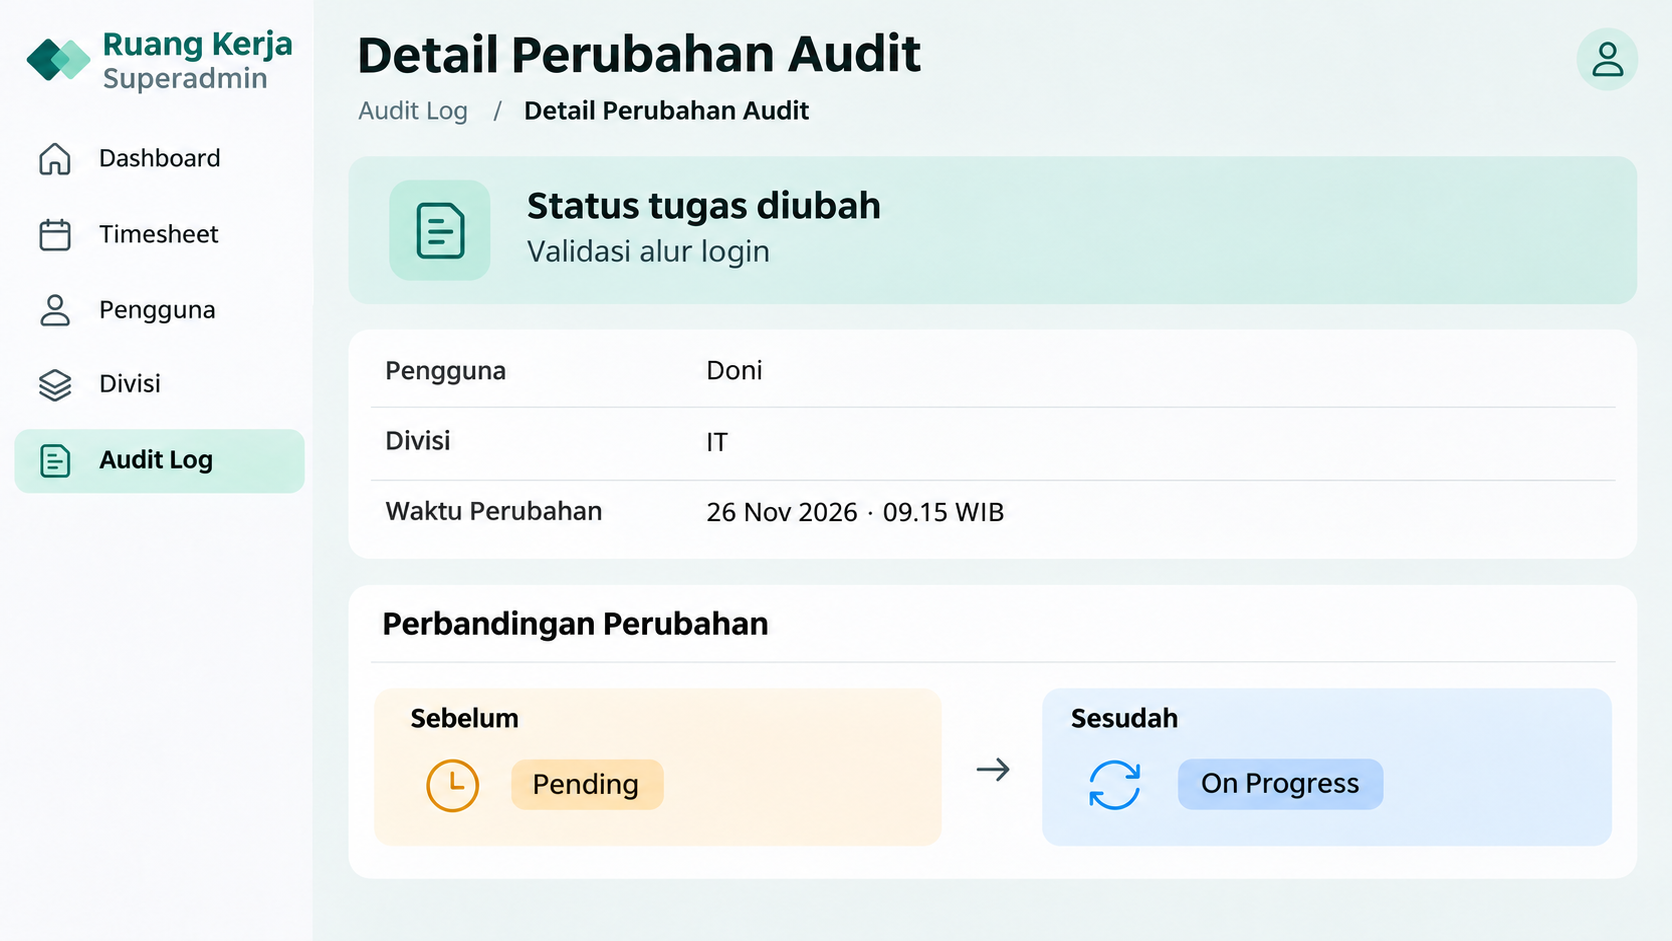 Ruang Kerja
Superadmin
Dashboard
Timesheet
Pengguna
Divisi
Audit Log
Detail Perubahan Audit
Audit Log / Detail Perubahan Audit
Status tugas diubah
Validasi alur login
Pengguna Doni
Divisi IT
Waktu Perubahan 26 Nov 2026 · 09.15 WIB
Perbandingan Perubahan
Sebelum
Pending
Sesudah
On Progress